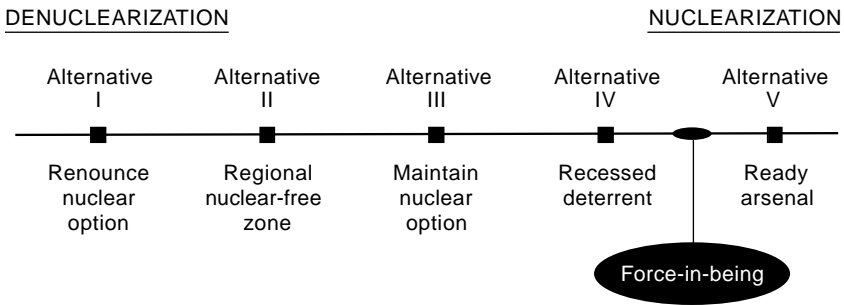 DENUCLEARIZATION NUCLEARIZATION
Alternative Alternative Alternative Alternative Alternative
I II III IV V
Renounce Regional Maintain Recessed Ready
nuclear nuclear-free nuclear deterrent arsenal
option zone option
Force-in-being